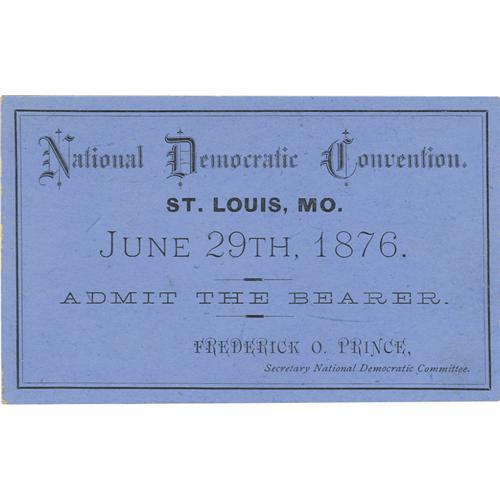 National Democratic Convention.
ST. LOUIS, MO.
JUNE 29TH, 1876.
ADMIT THE BEARER.
FREDERICK O. PRINCE,
Secretary National Democratic Committee.